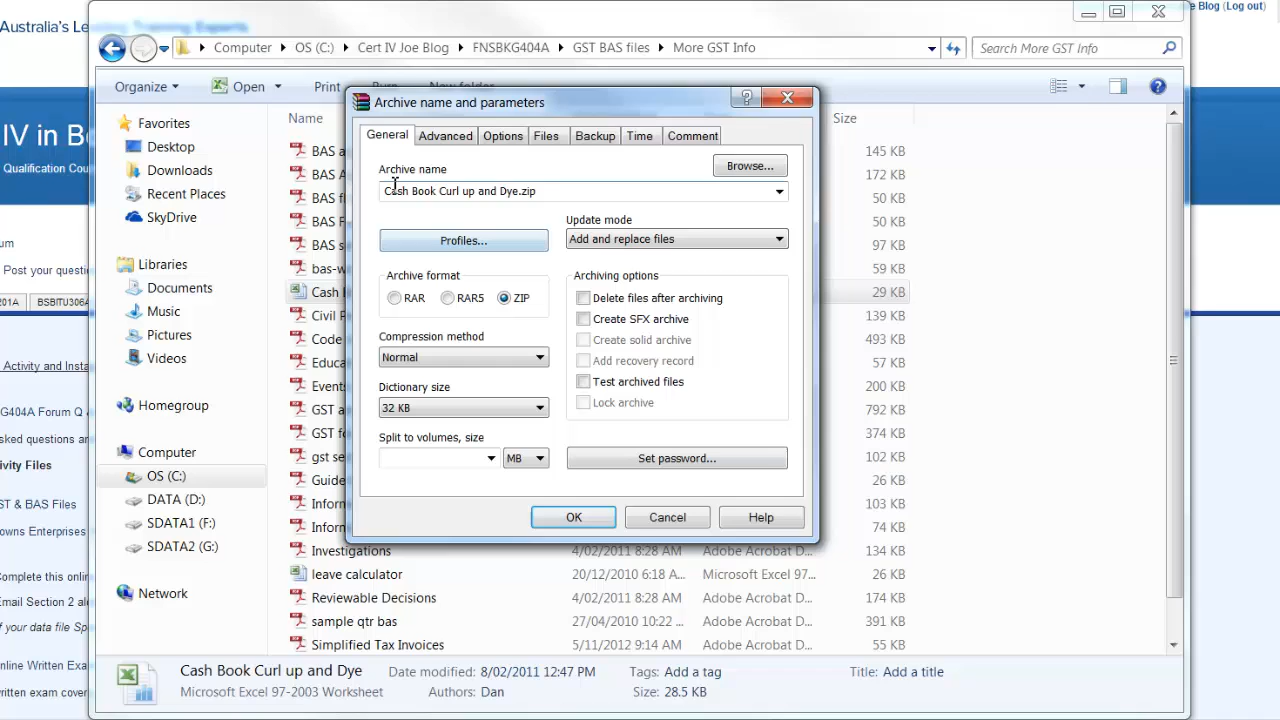 Australia's Le
Training Experts
e Blog (Log out)
Computer
OS (C:)
Cert IV Joe Blog
FNSBKG404A
GST BAS files
More GST Info
Search More GST Info
Organize
Open
Print
Burn
New folder
IV in B
Qualification Cou
um
Post your questi
201A
BSBITU306A
Activity and Insta
G404A Forum Q
sked questions a
ivity Files
ST & BAS Files
owns Enterprises
Complete this onlin
Email Section 2 al
f your data file Sp
nline Written Exa
written exam cover
Favorites
Desktop
Downloads
Recent Places
SkyDrive
Libraries
Documents
Music
Pictures
Videos
Homegroup
Computer
OS (C:)
DATA (D:)
SDATA1 (F:)
SDATA2 (G:)
Network
Name
Size
BAS a
145 KB
BAS A
172 KB
BAS f
50 KB
BAS F
50 KB
BAS s
97 KB
bas-w
59 KB
Cash
29 KB
Civil P
139 KB
Code
493 KB
Educa
57 KB
Event
200 KB
GST a
792 KB
GST fo
374 KB
gst se
102 KB
Guide
26 KB
Infor
103 KB
Infor
74 KB
Investigations
4/02/2011 8:28 AM
Adobe Acrobat D...
134 KB
leave calculator
20/12/2010 6:18 A...
Microsoft Excel 97...
26 KB
Reviewable Decisions
4/02/2011 8:28 AM
Adobe Acrobat D...
174 KB
sample qtr bas
27/04/2010 10:22 ...
Adobe Acrobat D...
391 KB
Simplified Tax Invoices
5/11/2012 9:14 AM
Adobe Acrobat D...
55 KB
Archive name and parameters
General
Advanced
Options
Files
Backup
Time
Comment
Archive name
Browse...
Cash Book Curl up and Dye.zip
Profiles...
Update mode
Add and replace files
Archive format
RAR
RAR5
ZIP
Archiving options
Delete files after archiving
Create SFX archive
Create solid archive
Add recovery record
Test archived files
Lock archive
Compression method
Normal
Dictionary size
32 KB
Split to volumes, size
MB
Set password...
OK
Cancel
Help
Cash Book Curl up and Dye
Date modified: 8/02/2011 12:47 PM
Tags: Add a tag
Title: Add a title
Microsoft Excel 97-2003 Worksheet
Authors: Dan
Size: 28.5 KB